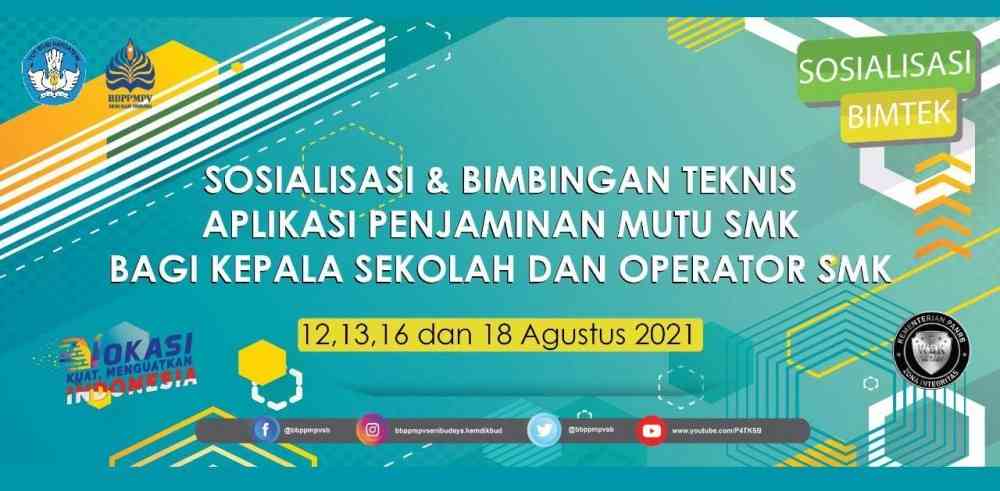 BBPPMPV
SOSIALISASI
BIMTEK
SOSIALISASI & BIMBINGAN TEKNIS
APLIKASI PENJAMINAN MUTU SMK
BAGI KEPALA SEKOLAH DAN OPERATOR SMK
12,13,16 dan 18 Agustus 2021
VOKASI
KUAT, MENGUATKAN
INDONESIA
KEMENTERIAN PANRB
ZONA INTEGRITAS
@bbppmpvsb
bbppmpvsenibudaya.kemdikbud
@bbppmpvsb
www.youtube.com/P4TKSB